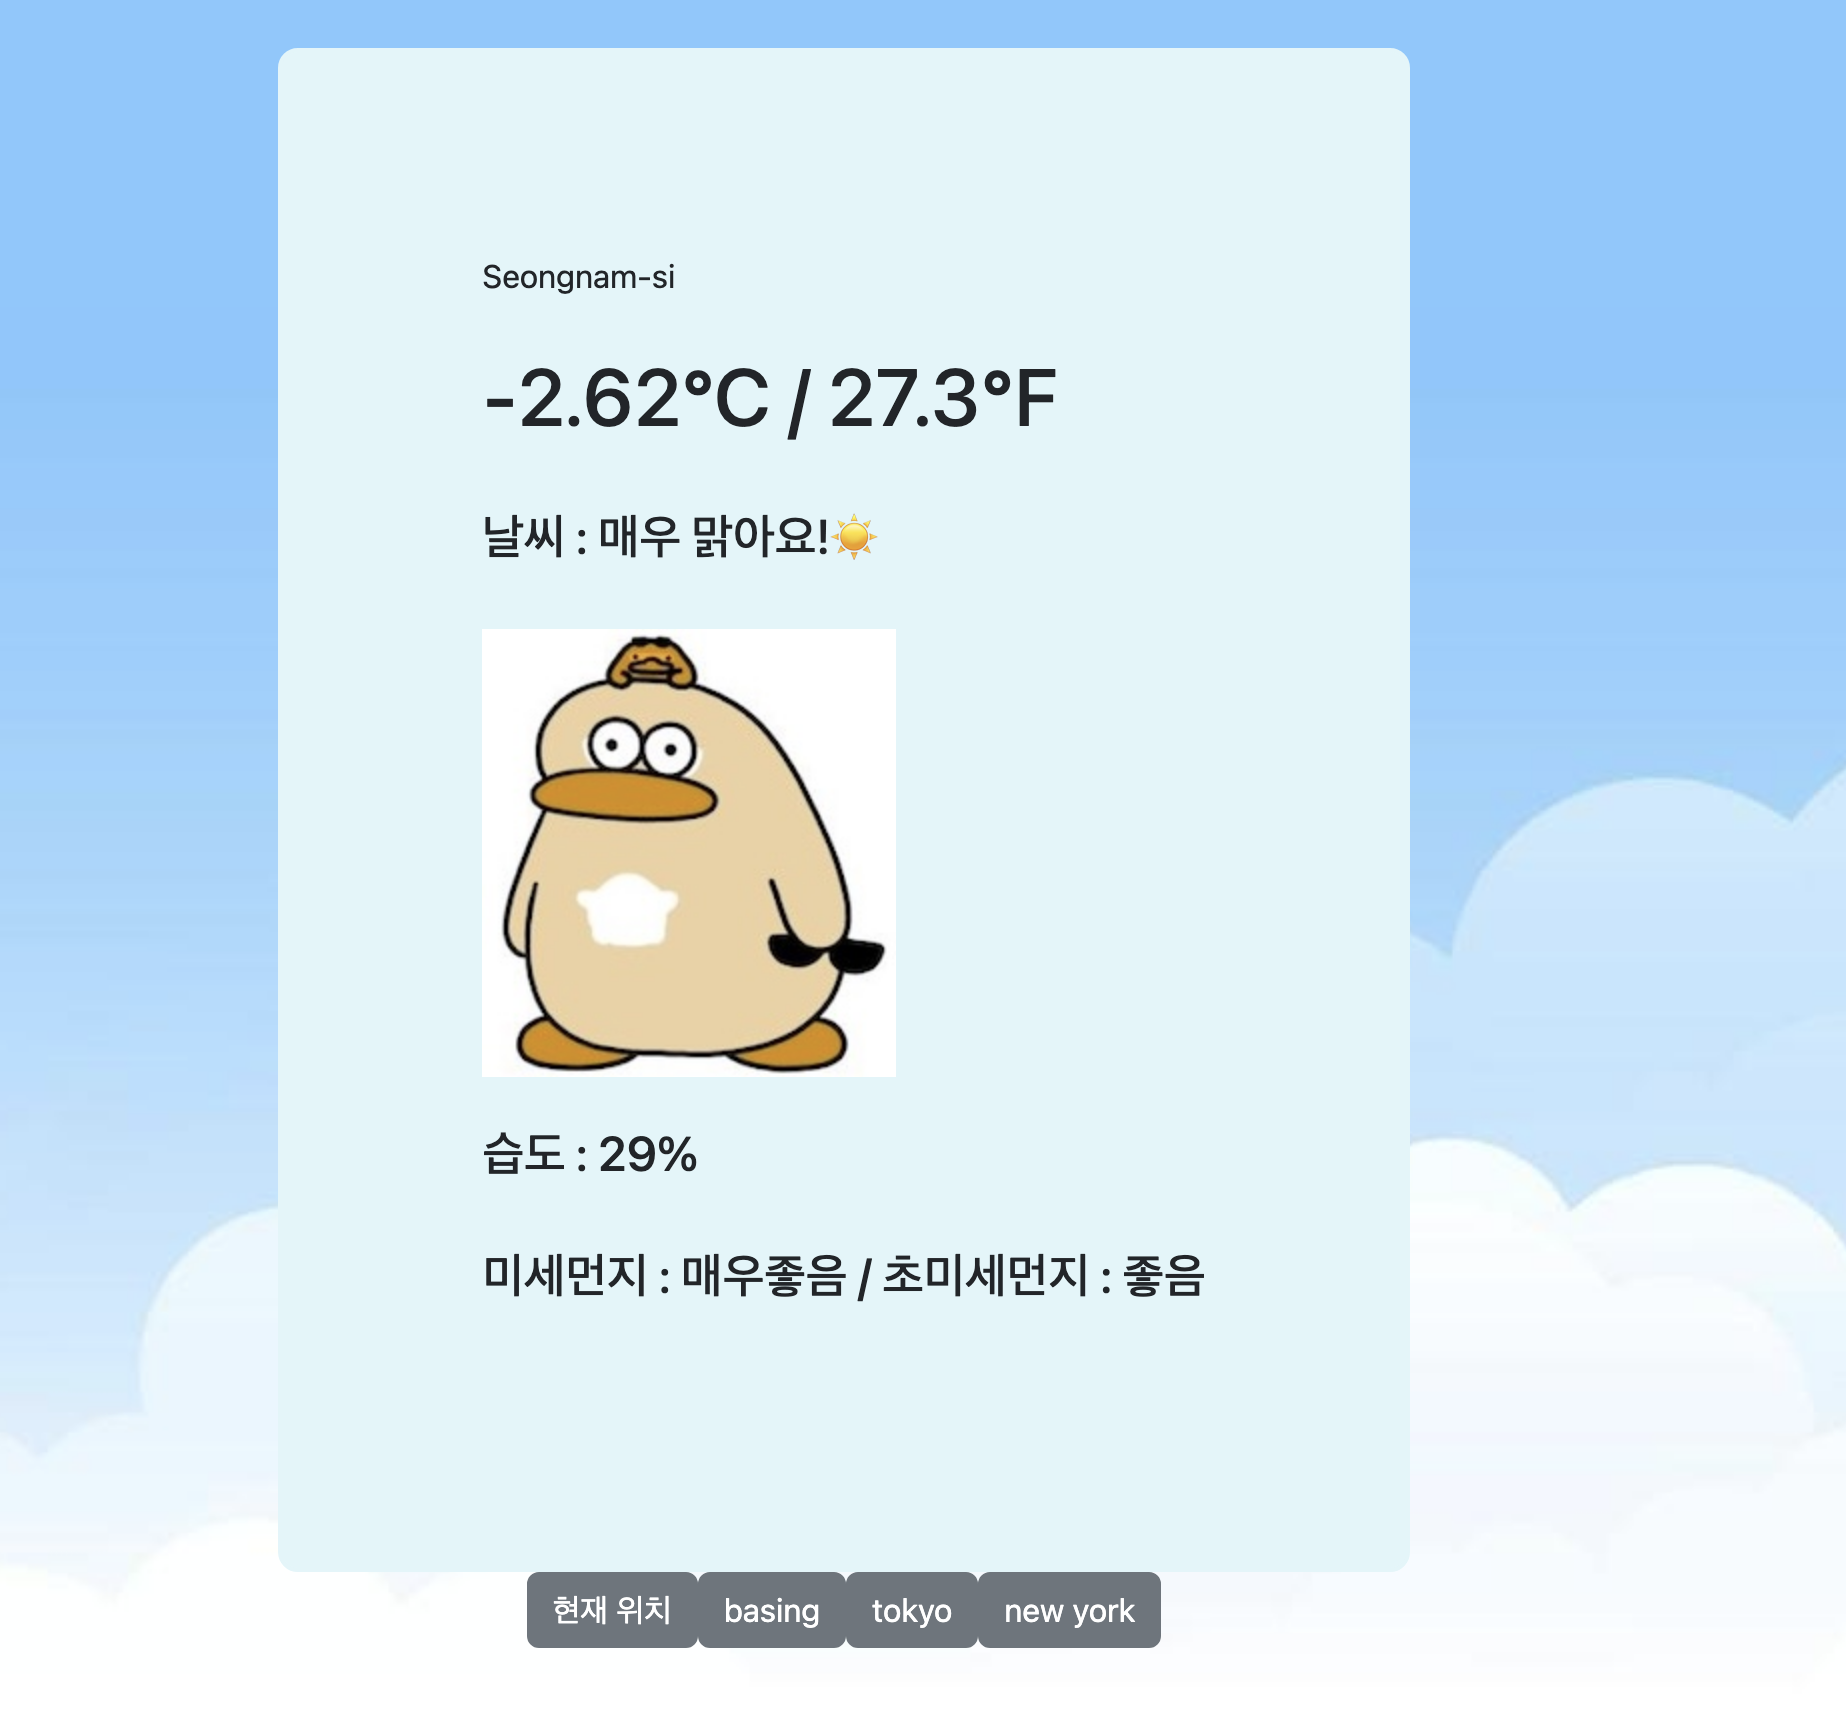 Seongnam-si
-2.62°C / 27.3°F
날씨 : 매우 맑아요!☀️
습도 : 29%
미세먼지 : 매우좋음 / 초미세먼지 : 좋음
현재 위치 basing tokyo new york